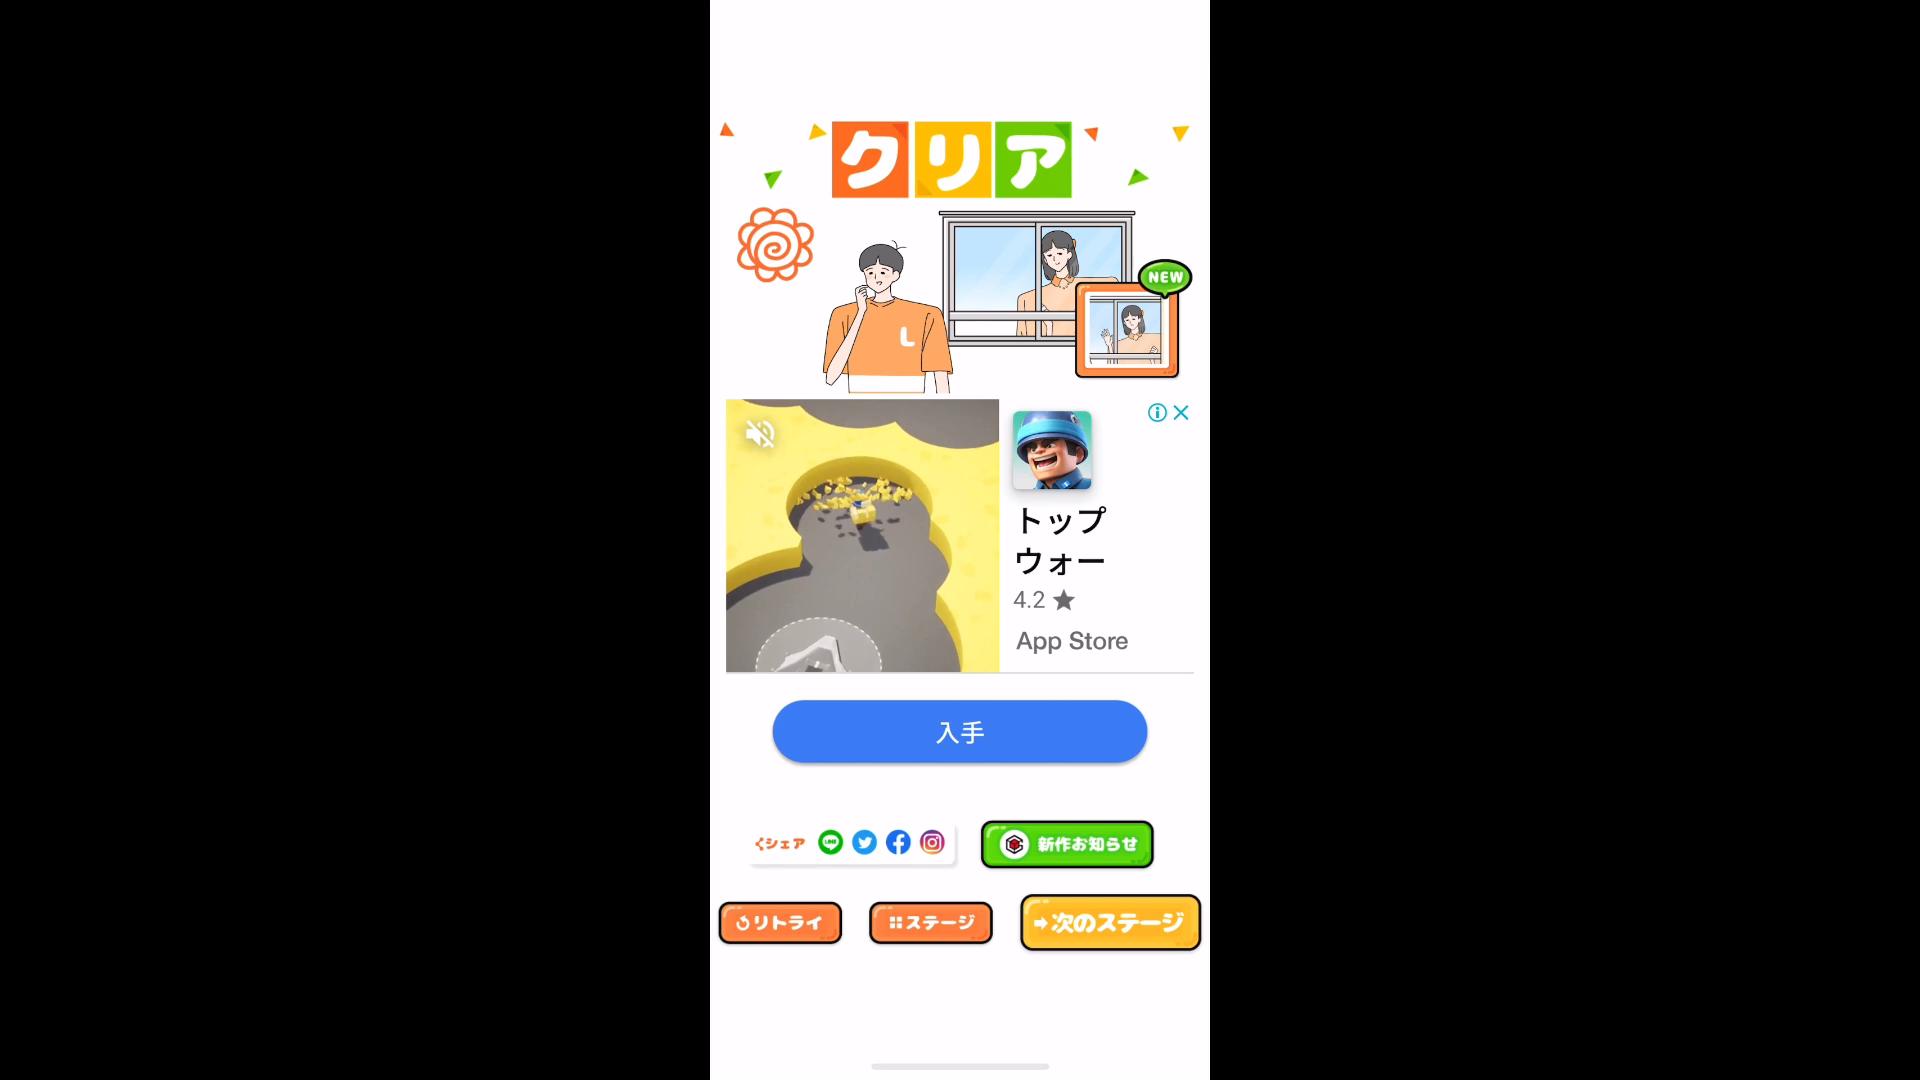 クリア
L
NEW
トップ
ウォー
4.2 ★
App Store
入手
シェア
LINE
新作お知らせ
リトライ
ステージ
次のステージ